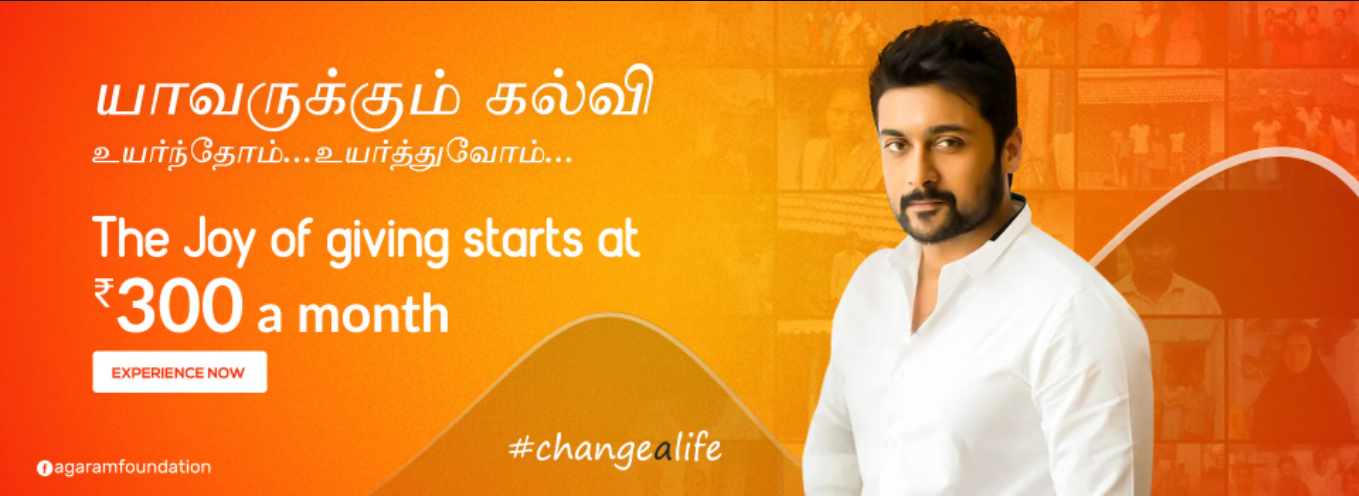 யாவருக்கும் கல்வி
உயர்ந்தோம்...உயர்த்துவோம்...
The Joy of giving starts at
₹300 a month
EXPERIENCE NOW
#changealife
agaramfoundation